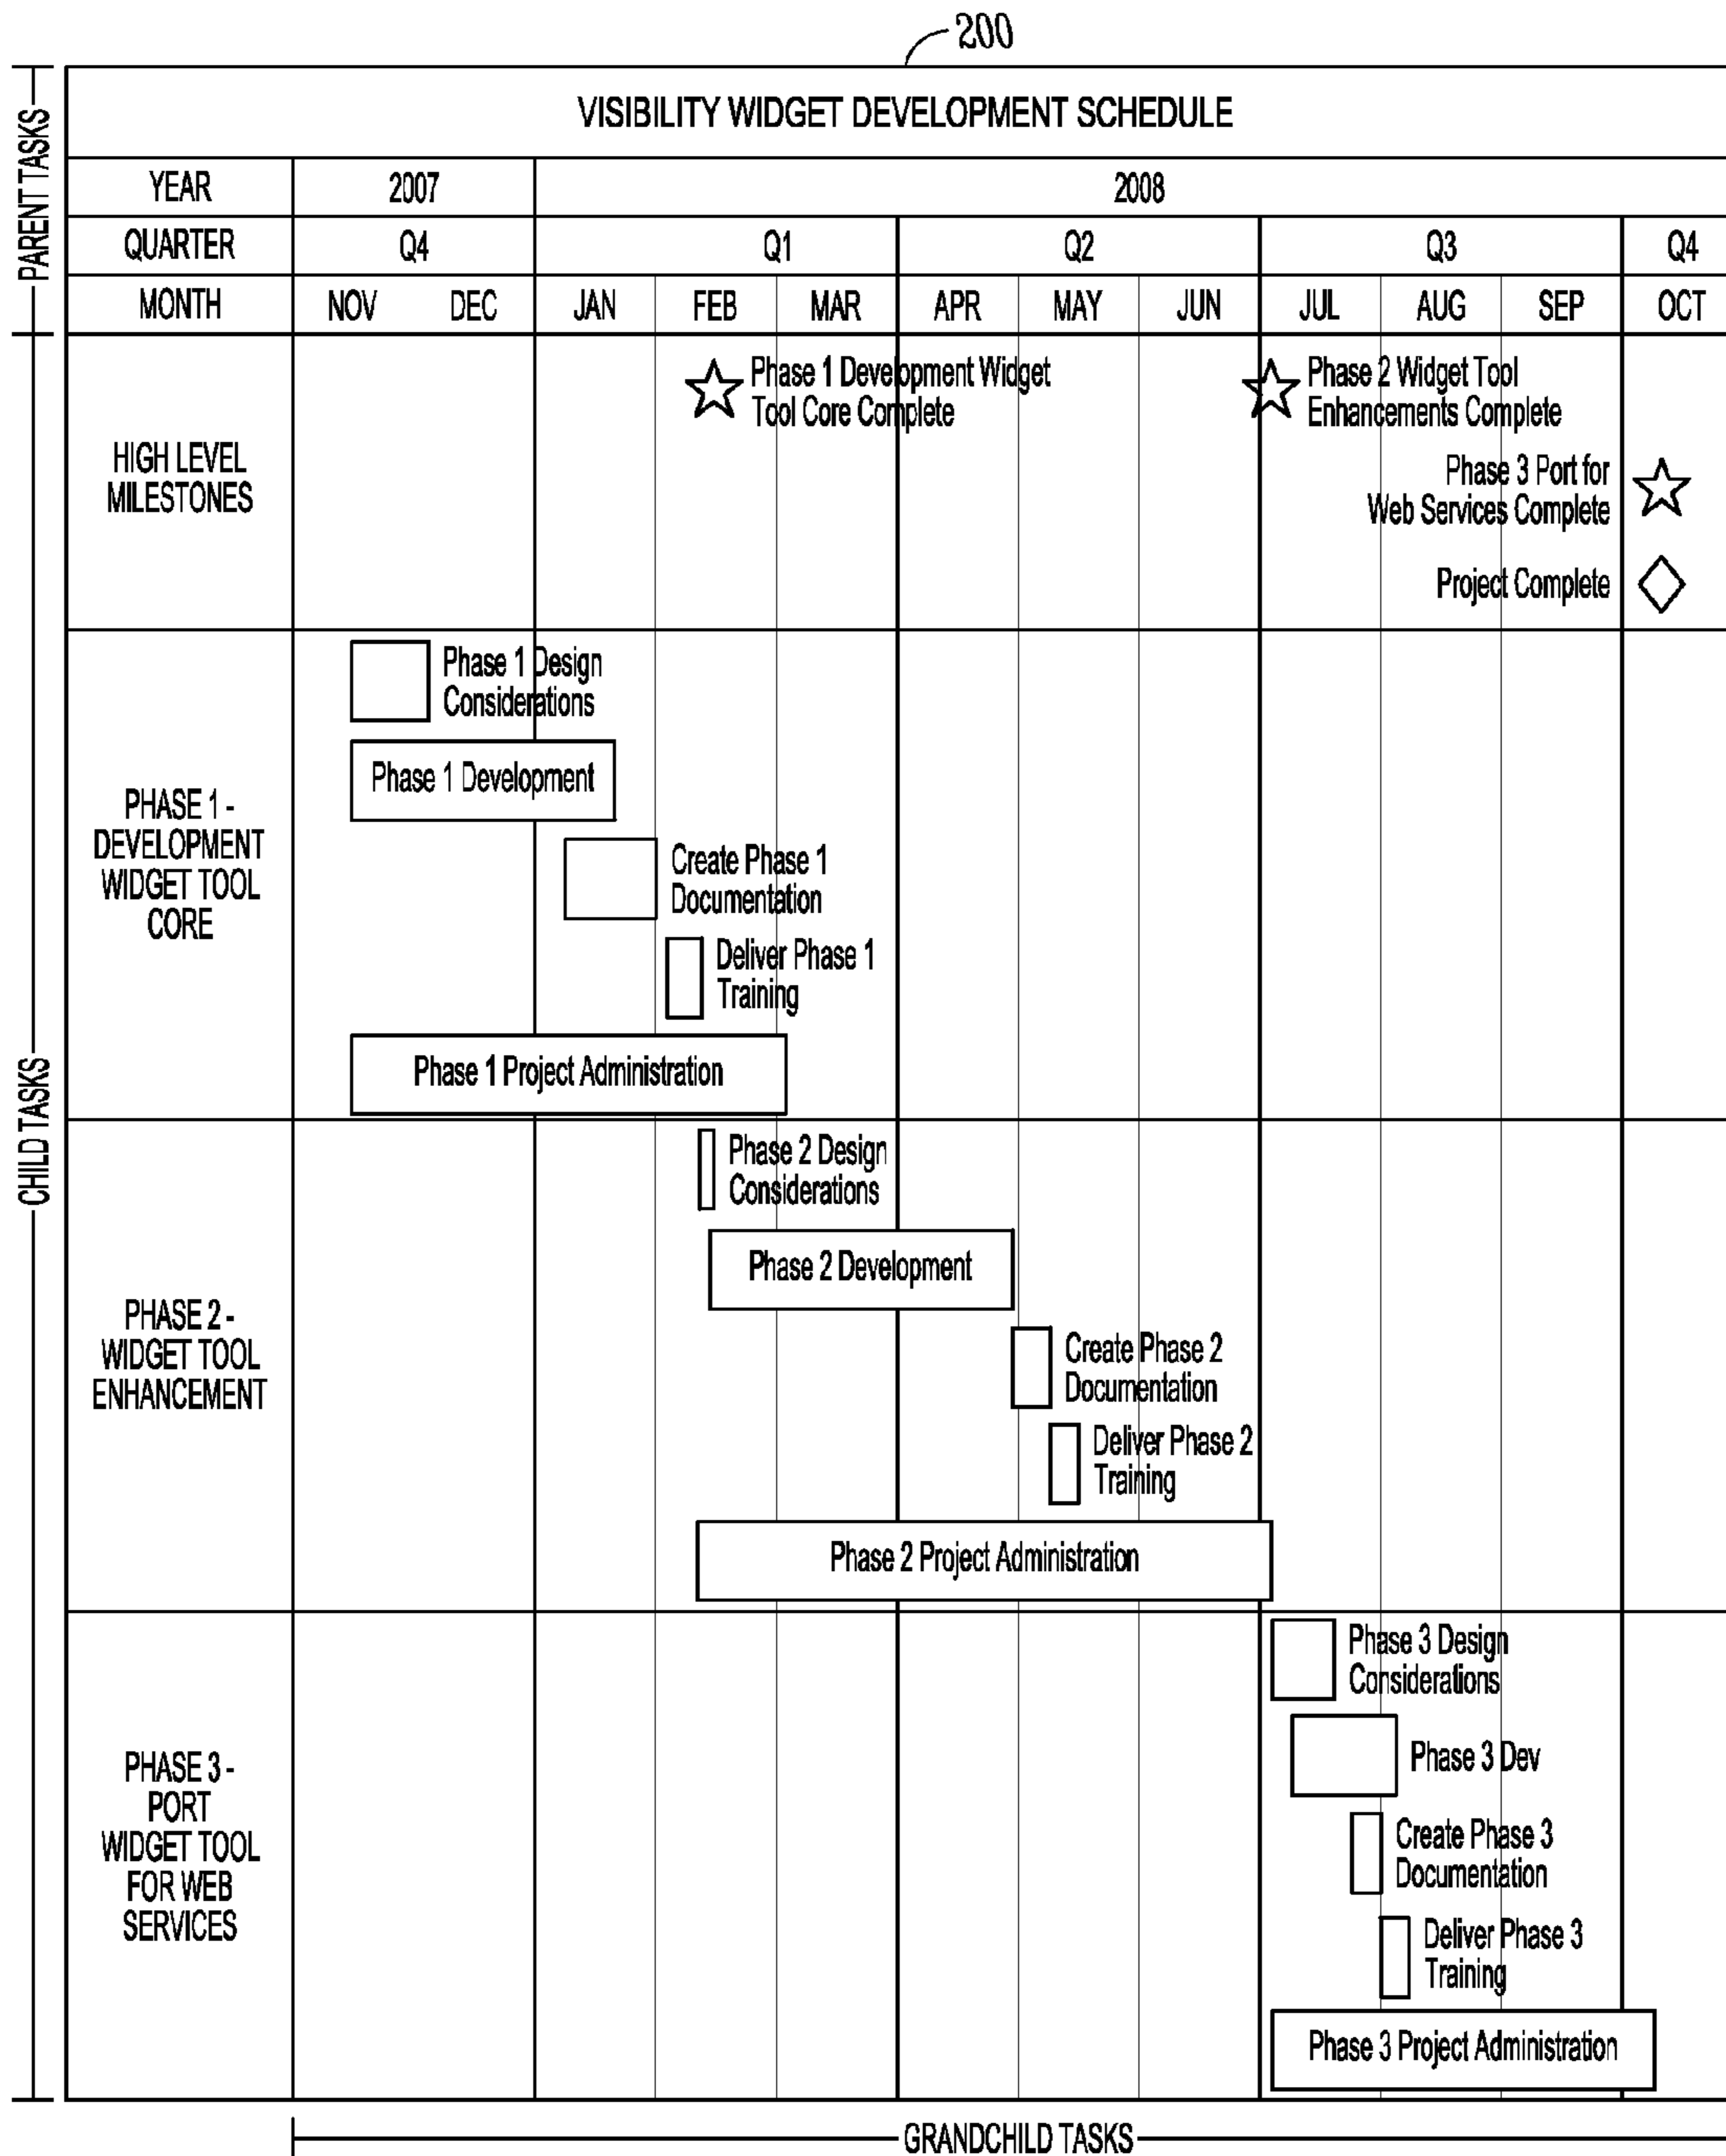 200
PARENT TASKS
VISIBILITY WIDGET DEVELOPMENT SCHEDULE
YEAR 2007 2008
QUARTER Q4 Q1 Q2 Q3 Q4
MONTH NOV DEC JAN FEB MAR APR MAY JUN JUL AUG SEP OCT
CHILD TASKS
HIGH LEVEL
MILESTONES
Phase 1 Development Widget
Tool Core Complete
Phase 2 Widget Tool
Enhancements Complete
Phase 3 Port for
Web Services Complete
Project Complete
PHASE 1 -
DEVELOPMENT
WIDGET TOOL
CORE
Phase 1 Design
Considerations
Phase 1 Development
Create Phase 1
Documentation
Deliver Phase 1
Training
Phase 1 Project Administration
PHASE 2 -
WIDGET TOOL
ENHANCEMENT
Phase 2 Design
Considerations
Phase 2 Development
Create Phase 2
Documentation
Deliver Phase 2
Training
Phase 2 Project Administration
PHASE 3 -
PORT
WIDGET TOOL
FOR WEB
SERVICES
Phase 3 Design
Considerations
Phase 3 Dev
Create Phase 3
Documentation
Deliver Phase 3
Training
Phase 3 Project Administration
GRANDCHILD TASKS